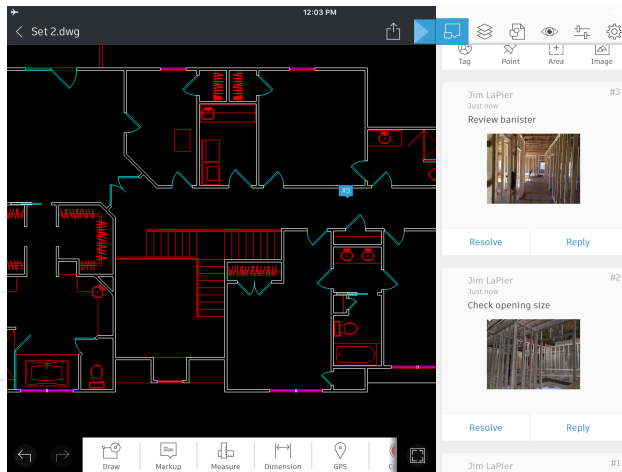 12:03 PM
Set 2.dwg
Tag Point Area Image
Jim LaPier #3
Just now
Review banister
#3
Resolve Reply
Jim LaPier #2
Just now
Check opening size
Resolve Reply
Draw Markup Measure Dimension GPS
Jim LaPier #1